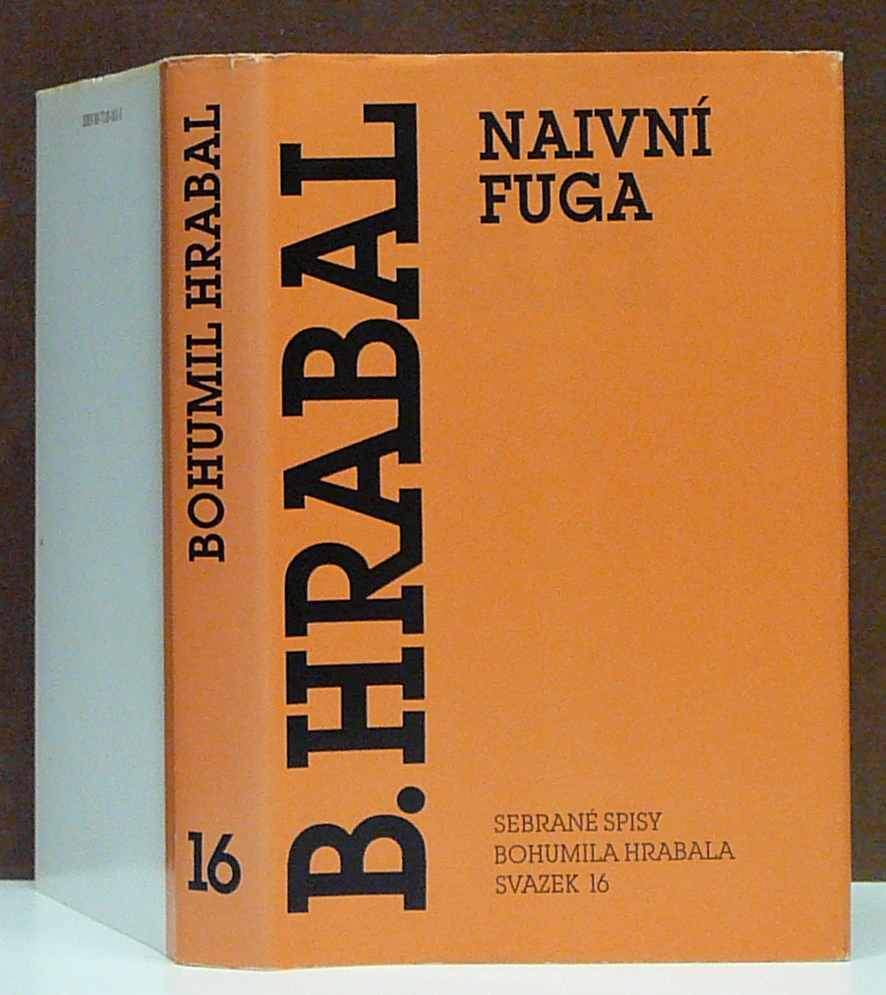 BOHUMIL HRABAL
16
B. HRABAL
NAIVNÍ
FUGA
SEBRANÉ SPISY
BOHUMILA HRABALA
SVAZEK 16